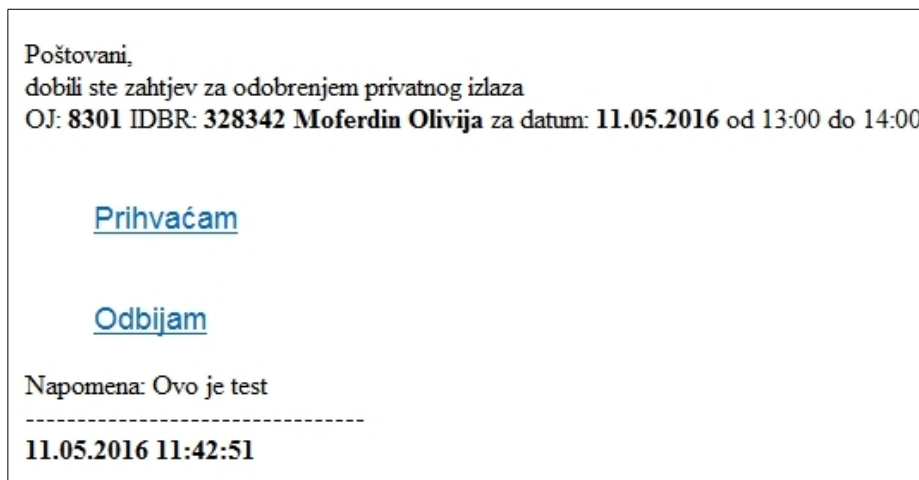 Poštovani,
dobili ste zahtjev za odobrenjem privatnog izlaza
OJ: 8301 IDBR: 328342 Moferdin Olivija za datum: 11.05.2016 od 13:00 do 14:00
Prihvaćam
Odbijam
Napomena: Ovo je test
---------------------------------
11.05.2016 11:42:51